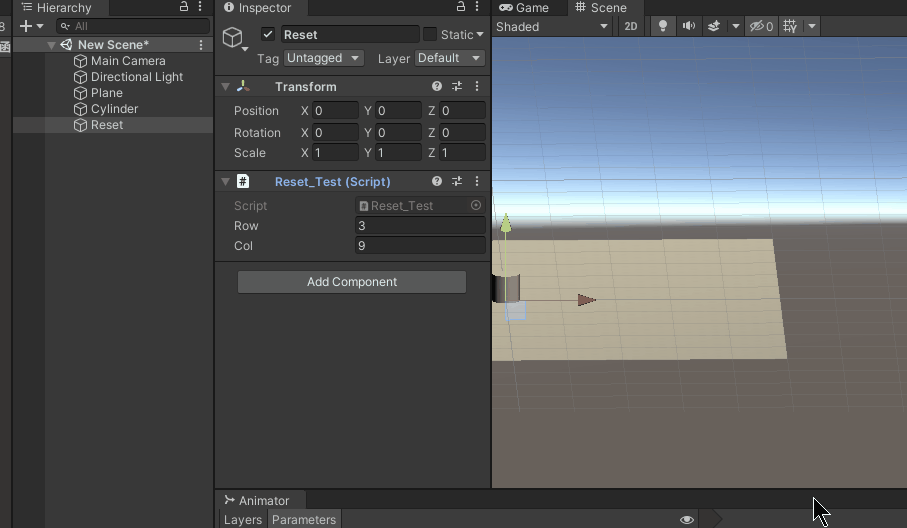 Hierarchy
All
New Scene*
Main Camera
Directional Light
Plane
Cylinder
Reset
Inspector
Reset Static
Tag Untagged Layer Default
Transform
Position X 0 Y 0 Z 0
Rotation X 0 Y 0 Z 0
Scale X 1 Y 1 Z 1
Reset_Test (Script)
Script Reset_Test
Row 3
Col 9
Add Component
Game Scene
Shaded 2D 0
Animator
Layers Parameters